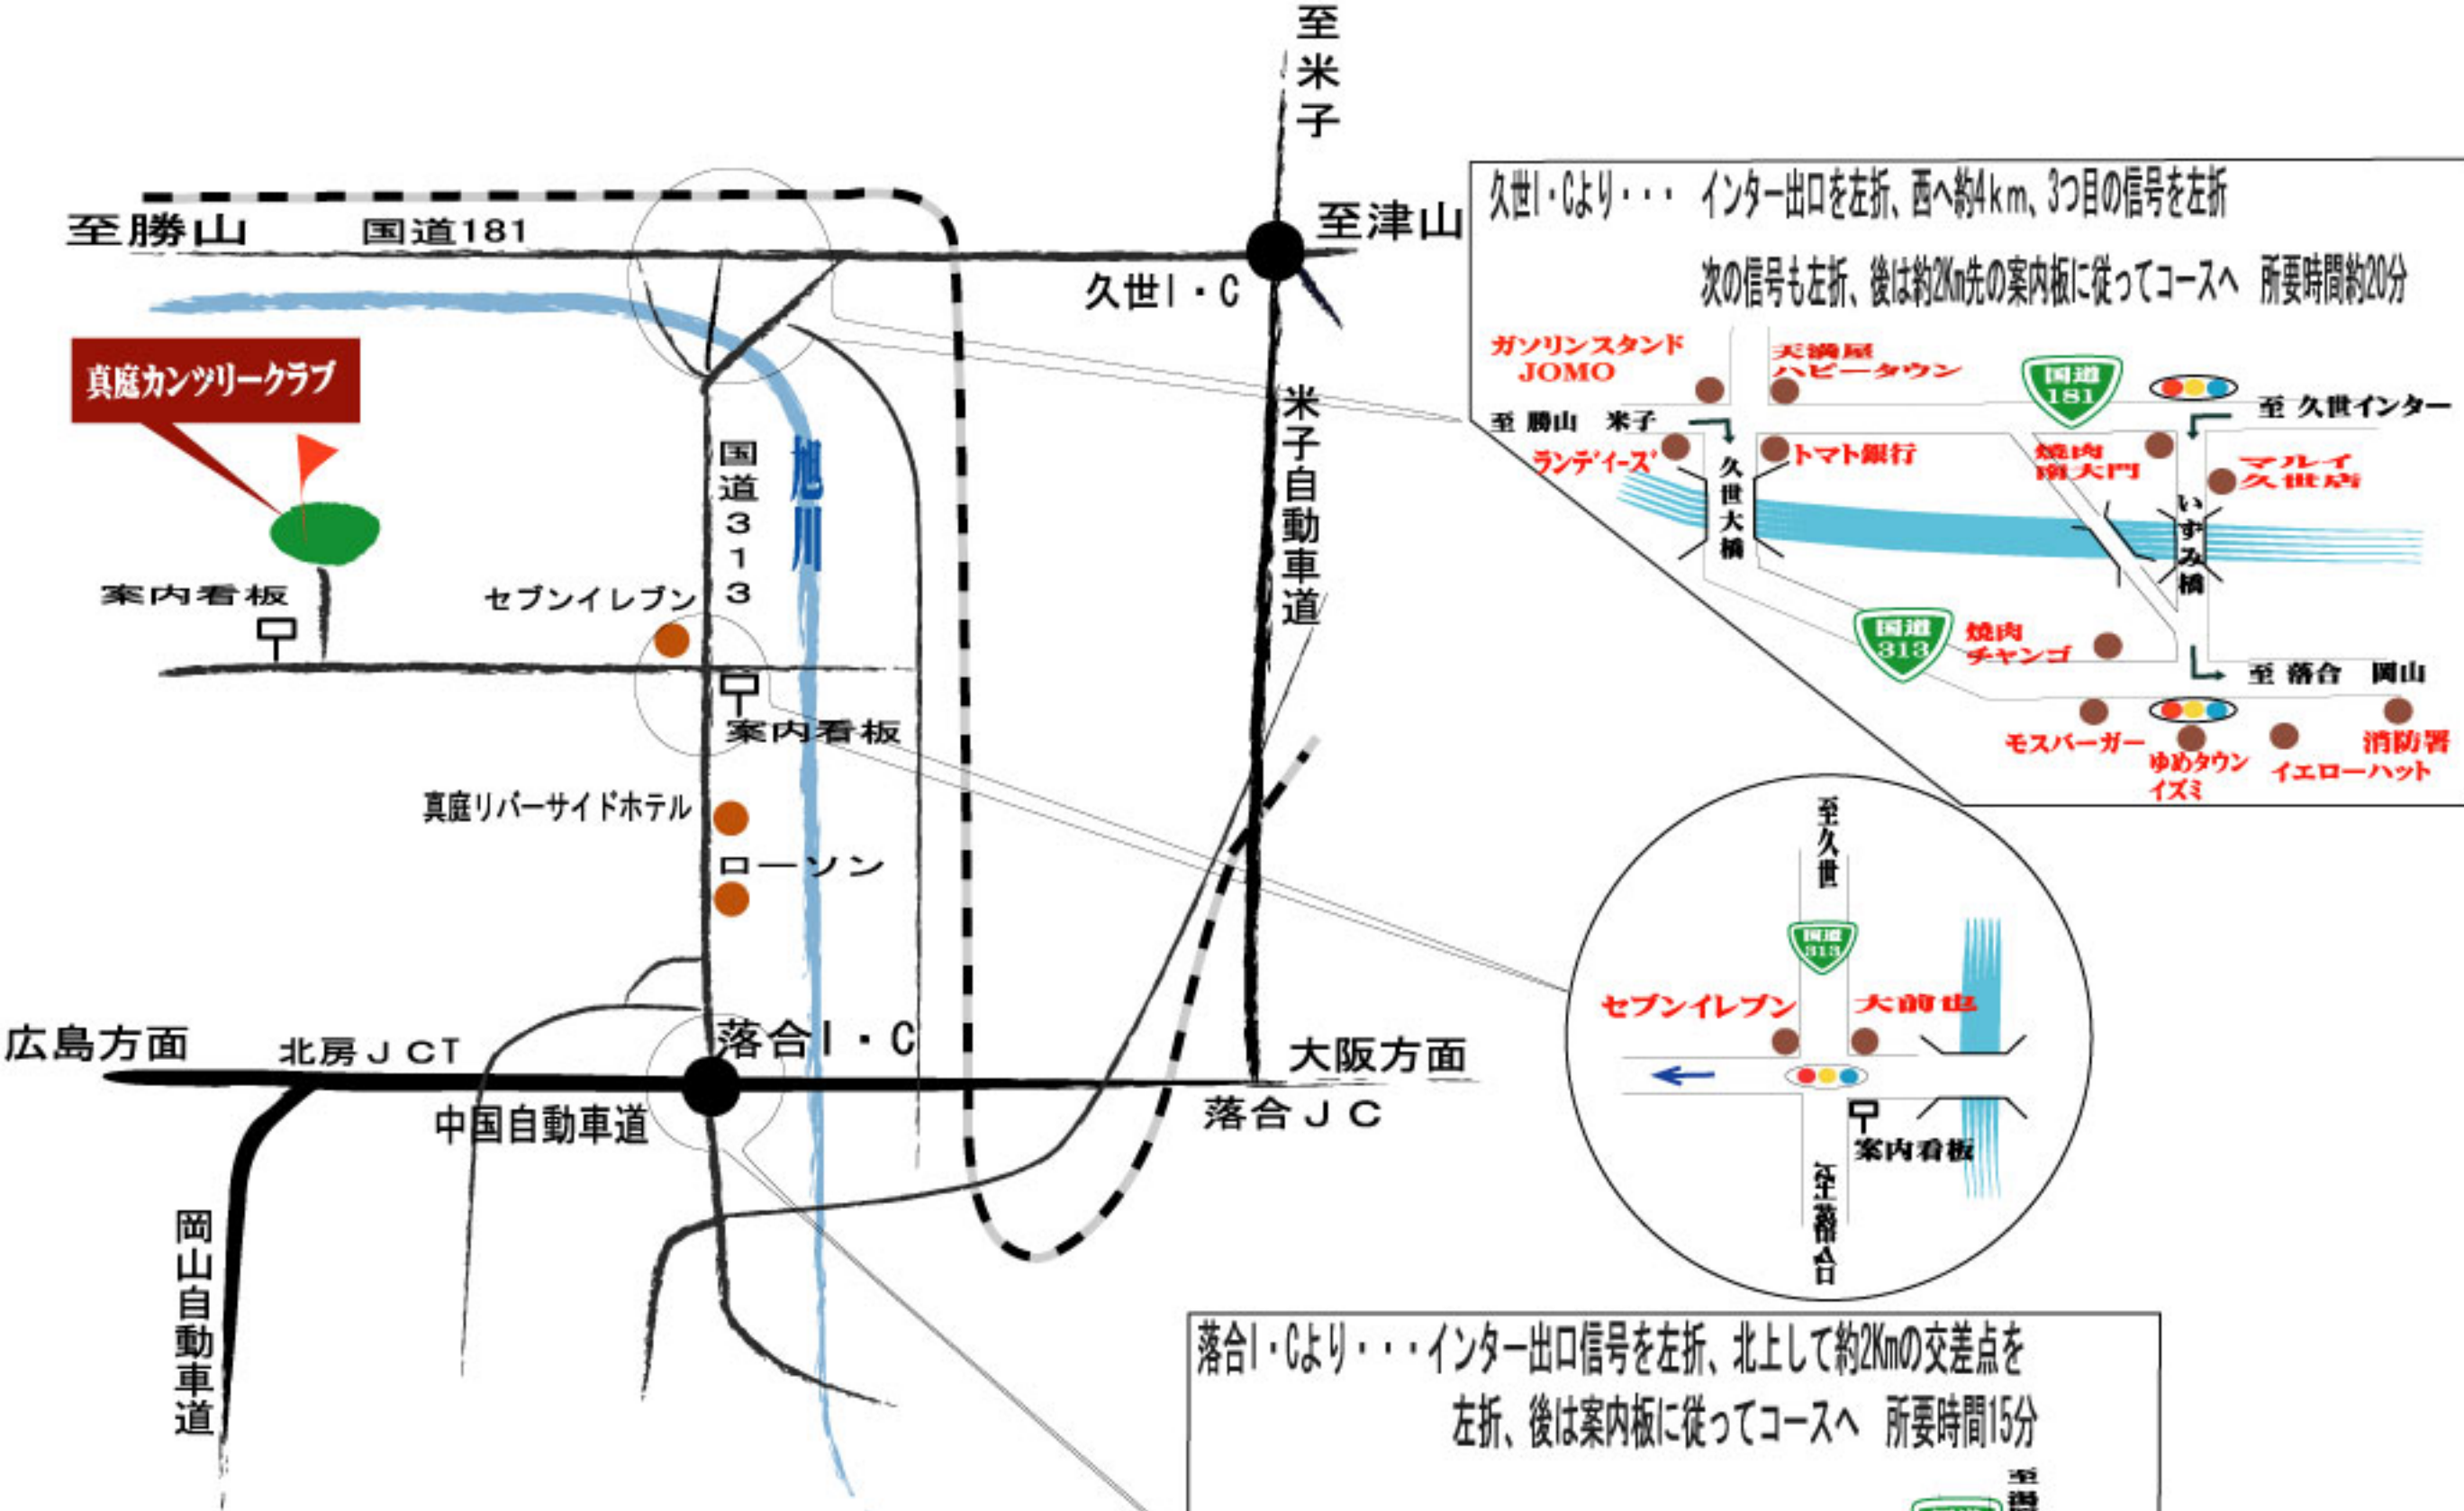 至米子
至勝山
国道181
至津山
久世I・C
真庭カンツリークラブ
国道313
旭川
米子自動車道
案内看板
セブンイレブン
案内看板
真庭リバーサイドホテル
ローソン
広島方面
北房JCT
落合I・C
大阪方面
中国自動車道
落合JC
岡山自動車道
久世I・Cより・・・ インター出口を左折、西へ約4km、3つ目の信号を左折
次の信号も左折、後は約2Km先の案内板に従ってコースへ 所要時間約20分
ガソリンスタンド
JOMO
天満屋
ハピータウン
国道
181
至 勝山 米子
至 久世インター
ランデイーズ
トマト銀行
焼肉
南大門
マルイ
久世店
久世大橋
いずみ橋
国道
313
焼肉
チャンゴ
至 落合 岡山
モスバーガー
ゆめタウン
イズミ
イエローハット
消防署
至久世
国道
313
セブンイレブン
大前也
案内看板
落合I・Cより・・・インター出口信号を左折、北上して約2Kmの交差点を
左折、後は案内板に従ってコースへ 所要時間15分
至